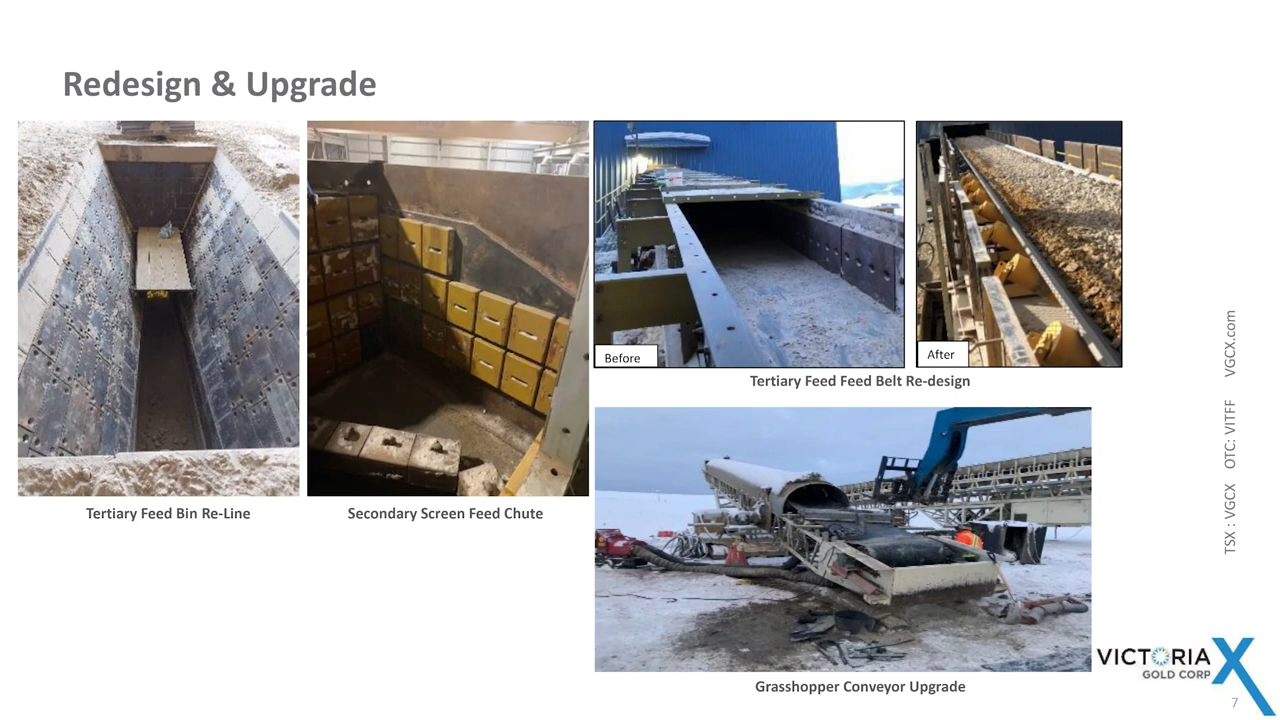 Redesign & Upgrade
Before
After
Tertiary Feed Feed Belt Re-design
Tertiary Feed Bin Re-Line
Secondary Screen Feed Chute
Grasshopper Conveyor Upgrade
TSX : VGCX OTC: VITFF VGCX.com
VICTORIA
GOLD CORP
7